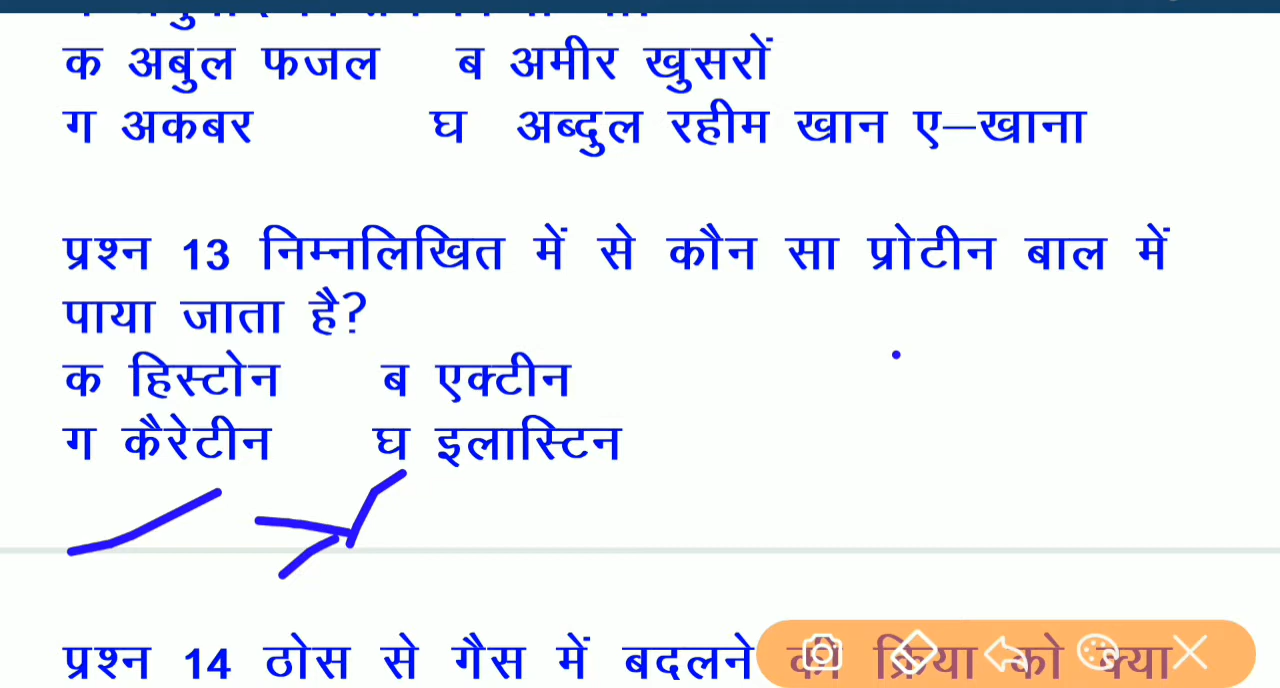 क अबुल फजल ब अमीर खुसरों
ग अकबर घ अब्दुल रहीम खान ए–खाना
प्रश्न 13 निम्नलिखित में से कौन सा प्रोटीन बाल में
पाया जाता है?
क हिस्टोन ब एक्टीन
ग कैरेटीन घ इलास्टिन
प्रश्न 14 ठोस से गैस में बदलने की क्रिया को क्या